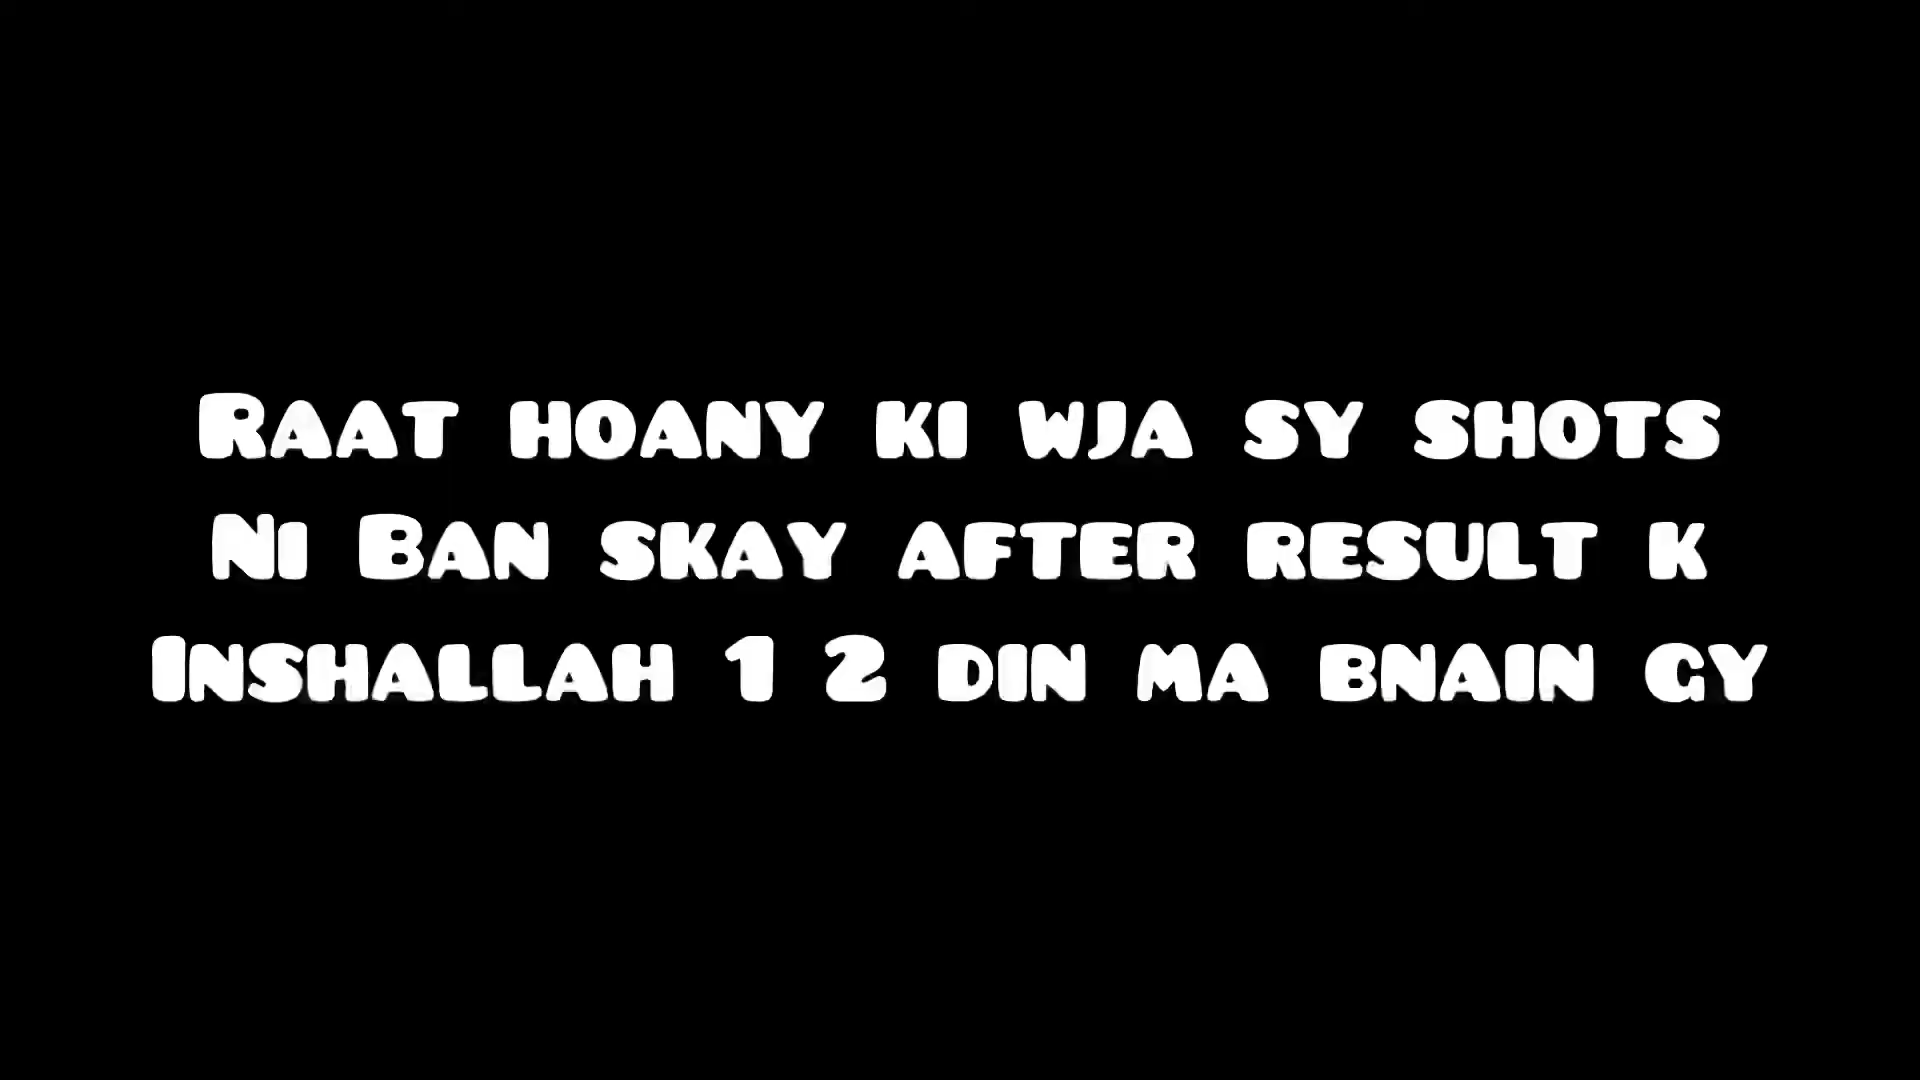 Raat hoany ki wja sy shots
Ni Ban skay after result k
Inshallah 1 2 din ma bnain gy